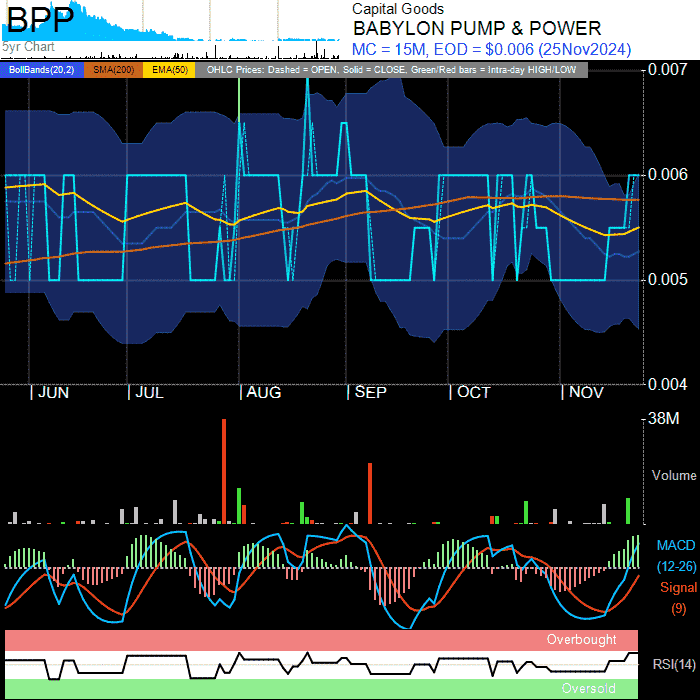 BPP
5yr Chart
Capital Goods
BABYLON PUMP & POWER
MC = 15M, EOD = $0.006 (25Nov2024)
BollBands(20,2) SMA(200) EMA(50) OHLC Prices: Dashed = OPEN, Solid = CLOSE, Green/Red bars = Intra-day HIGH/LOW
0.007
0.006
0.005
0.004
| JUN | JUL | AUG | SEP | OCT | NOV
38M
Volume
MACD
(12-26)
Signal
(9)
Overbought
RSI(14)
Oversold